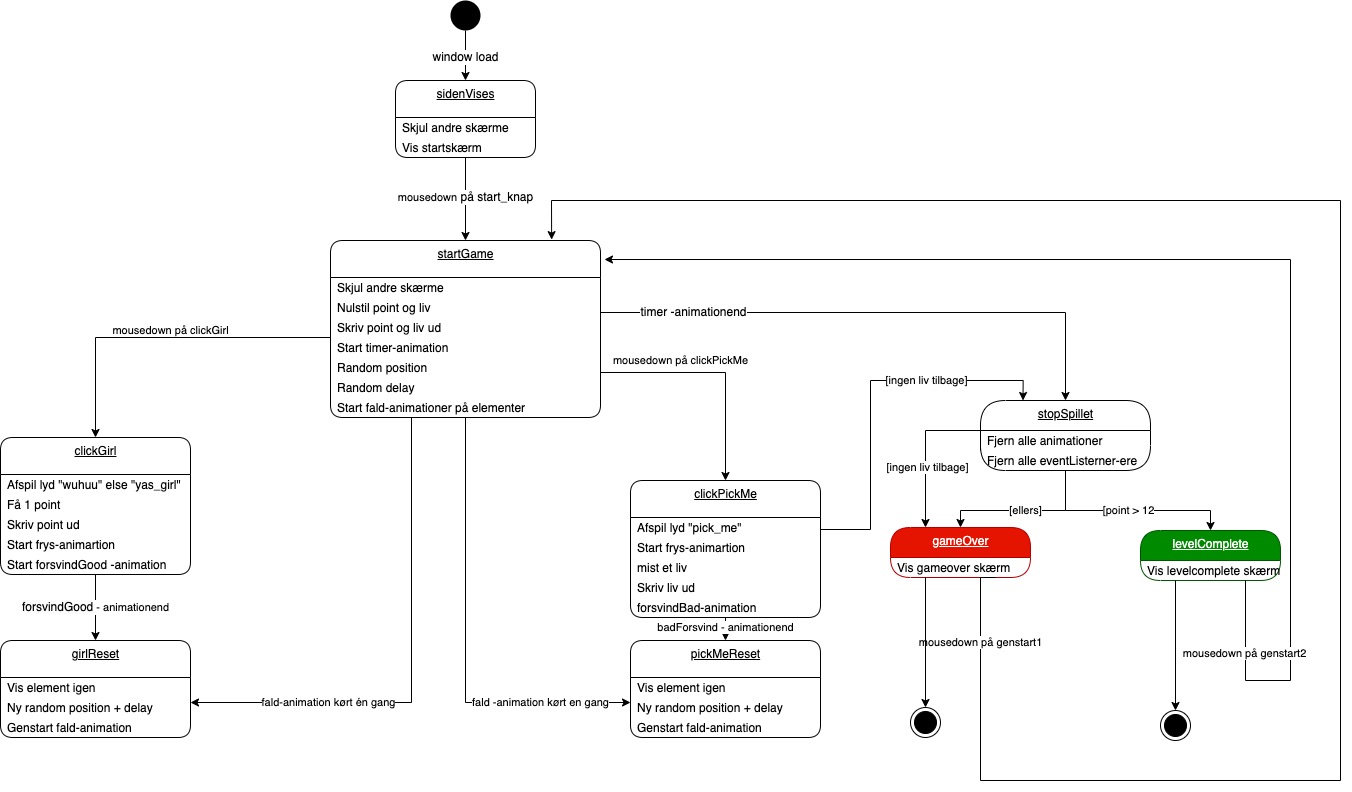 window load
sidenVises
Skjul andre skærme
Vis startskærm
mousedown på start_knap
startGame
Skjul andre skærme
Nulstil point og liv
Skriv point og liv ud
Start timer-animation
Random position
Random delay
Start fald-animationer på elementer
timer -animationend
mousedown på clickGirl
mousedown på clickPickMe
[ingen liv tilbage]
stopSpillet
Fjern alle animationer
Fjern alle eventListerner-ere
clickGirl
Afspil lyd "wuhuu" else "yas_girl"
Få 1 point
Skriv point ud
Start frys-animartion
Start forsvindGood -animation
[ingen liv tilbage]
clickPickMe
Afspil lyd "pick_me"
Start frys-animartion
mist et liv
Skriv liv ud
forsvindBad-animation
[ellers]
[point > 12
gameOver
Vis gameover skærm
levelComplete
Vis levelcomplete skærm
forsvindGood - animationend
badForsvind - animationend
mousedown på genstart1
mousedown på genstart2
girlReset
Vis element igen
Ny random position + delay
Genstart fald-animation
fald-animation kørt én gang
fald -animation kørt en gang
pickMeReset
Vis element igen
Ny random position + delay
Genstart fald-animation